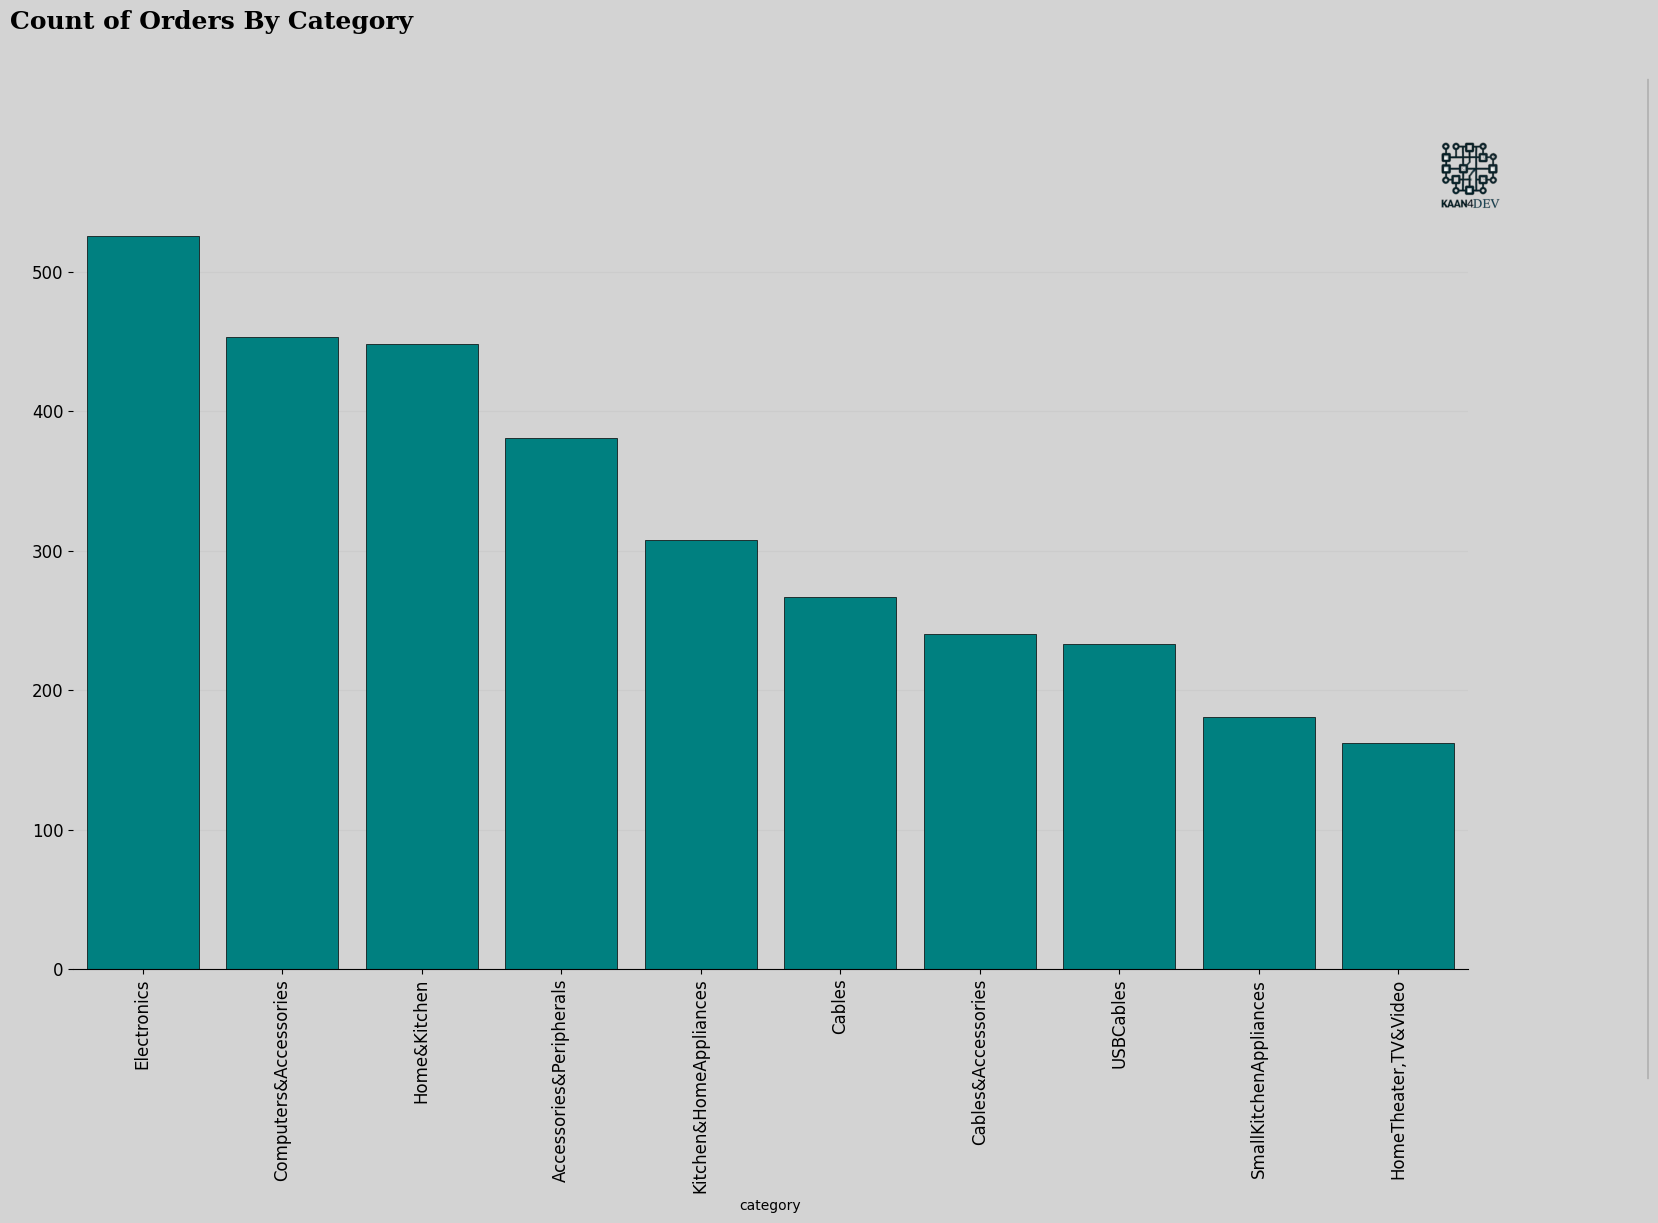 Count of Orders By Category
KAAN4DEV
500
400
300
200
100
0
Electronics
Computers&Accessories
Home&Kitchen
Accessories&Peripherals
Kitchen&HomeAppliances
Cables
Cables&Accessories
USBCables
SmallKitchenAppliances
HomeTheater,TV&Video
category